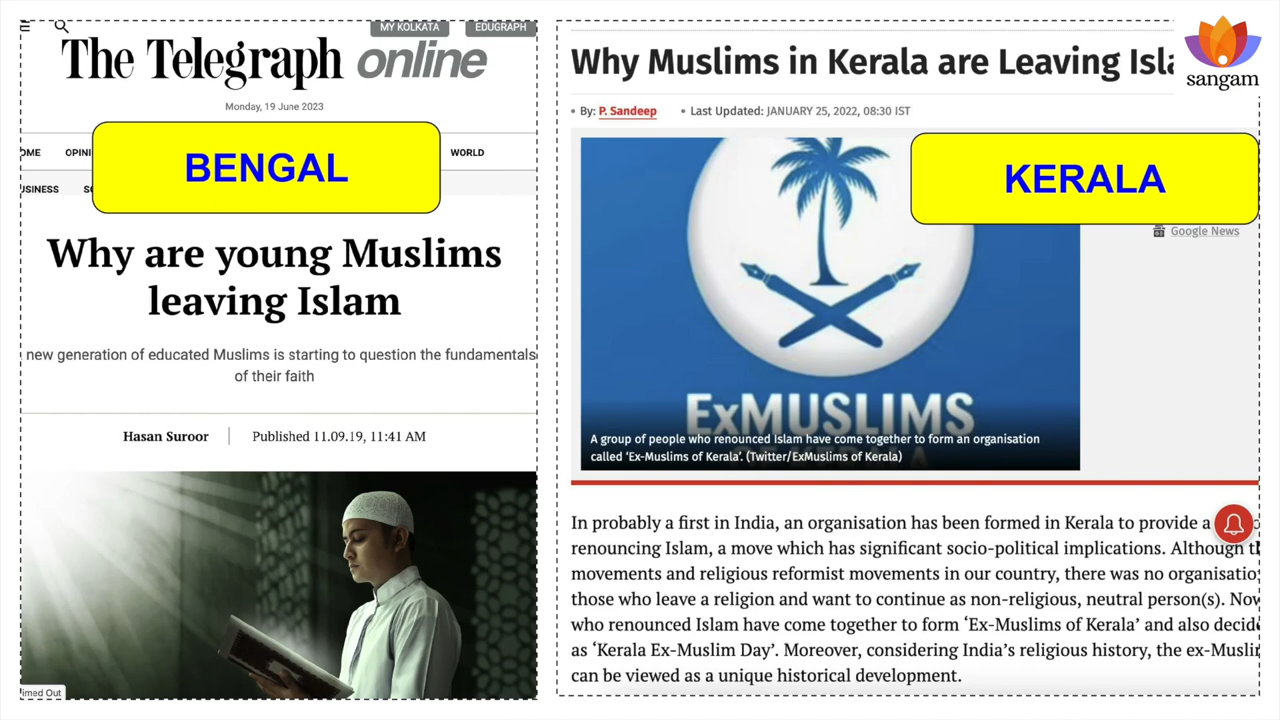 MY KOLKATA
EDUGRAPH
The Telegraph online
Monday, 19 June 2023
OME
OPINI
WORLD
USINESS
BENGAL
Why are young Muslims
leaving Islam
new generation of educated Muslims is starting to question the fundamentals
of their faith
Hasan Suroor
Published 11.09.19, 11:41 AM
imed Out
Why Muslims in Kerala are Leaving Isla
sangam
• By: P. Sandeep
• Last Updated: JANUARY 25, 2022, 08:30 IST
KERALA
Google News
ExMUSLIMS
A group of people who renounced Islam have come together to form an organisation
called ‘Ex-Muslims of Kerala’. (Twitter/ExMuslims of Kerala)
In probably a first in India, an organisation has been formed in Kerala to provide a
renouncing Islam, a move which has significant socio-political implications. Although t
movements and religious reformist movements in our country, there was no organisatio
those who leave a religion and want to continue as non-religious, neutral person(s). Nov
who renounced Islam have come together to form ‘Ex-Muslims of Kerala’ and also decid
as ‘Kerala Ex-Muslim Day’. Moreover, considering India’s religious history, the ex-Musli
can be viewed as a unique historical development.